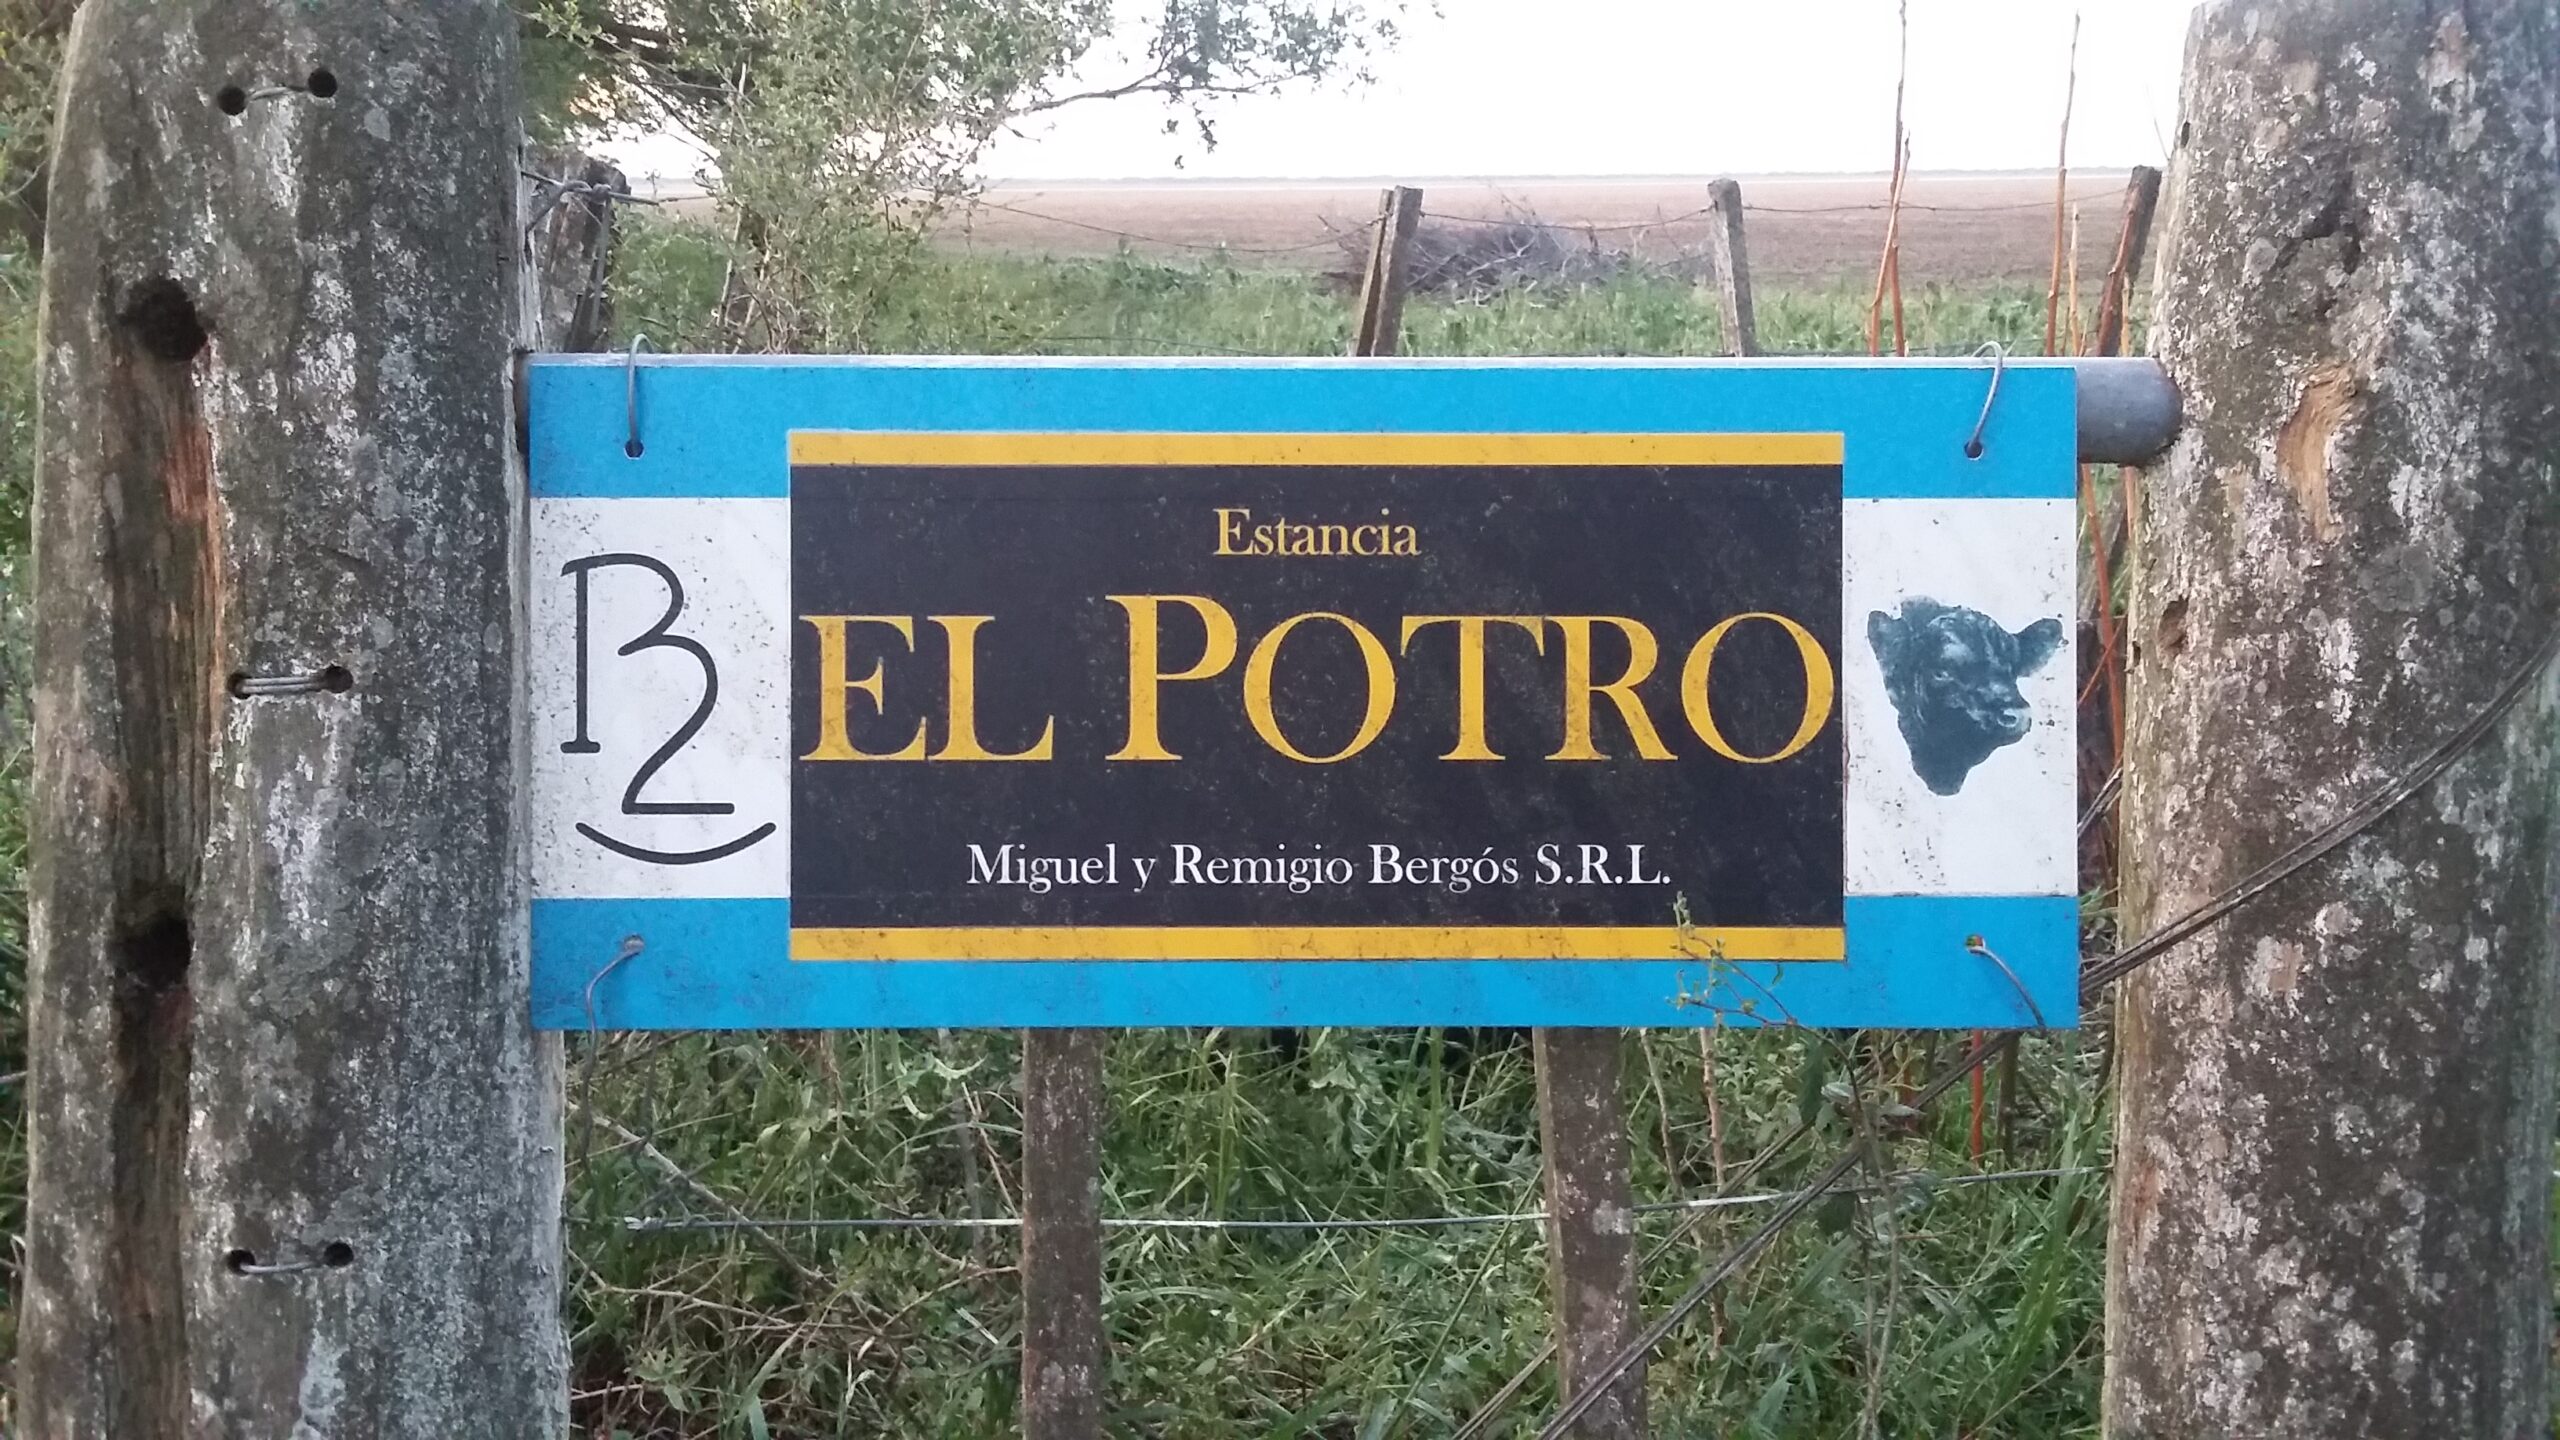 Estancia
EL POTRO
Miguel y Remigio Bergós S.R.L.